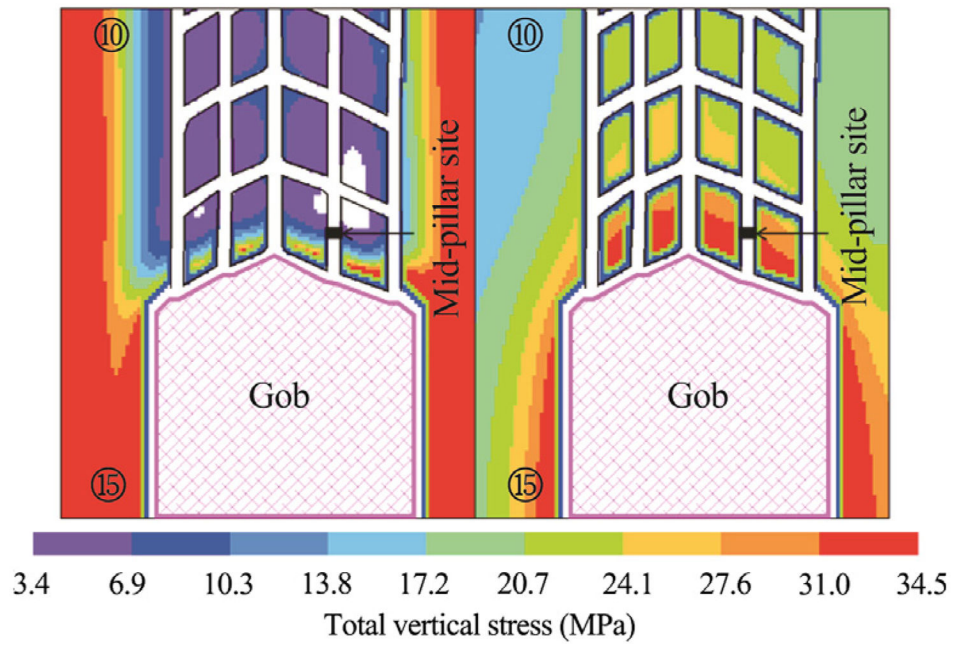 ⑩ ⑩
Mid-pillar site Mid-pillar site
Gob Gob
⑮ ⑮
3.4 6.9 10.3 13.8 17.2 20.7 24.1 27.6 31.0 34.5
Total vertical stress (MPa)